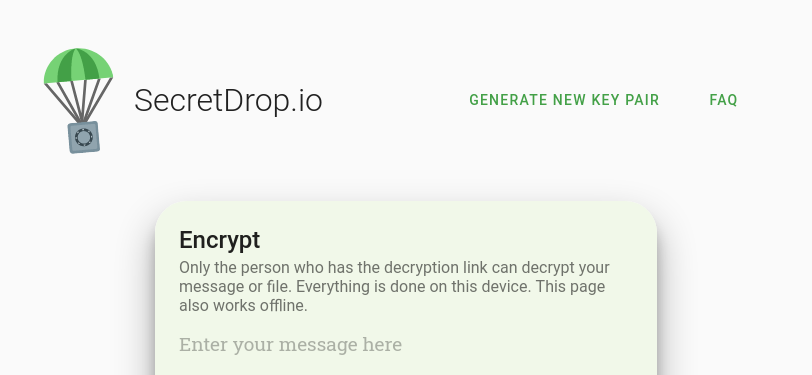 SecretDrop.io
GENERATE NEW KEY PAIR
FAQ
Encrypt
Only the person who has the decryption link can decrypt your
message or file. Everything is done on this device. This page
also works offline.
Enter your message here